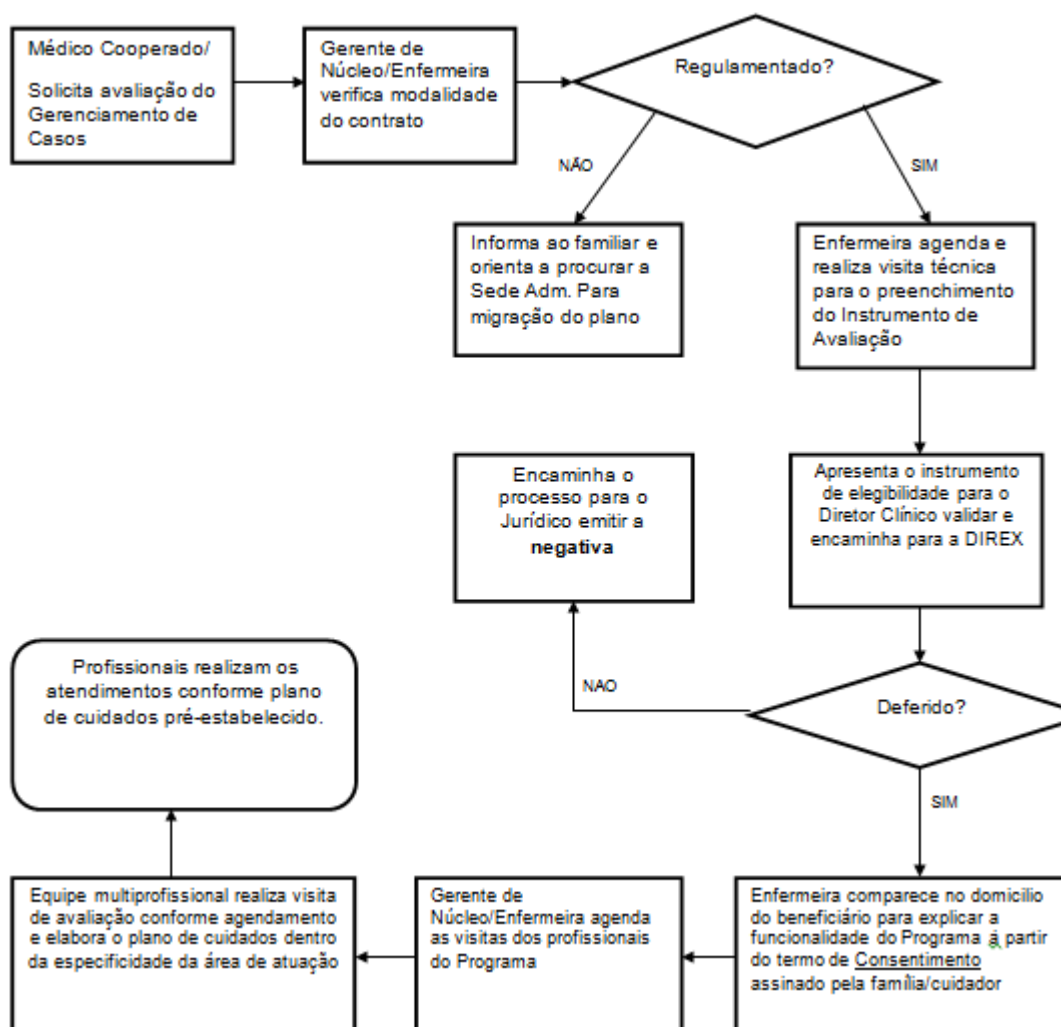 Médico Cooperado/
Solicita avaliação do
Gerenciamento de
Casos
Gerente de
Núcleo/Enfermeira
verifica modalidade
do contrato
Regulamentado?
NÃO
SIM
Informa ao familiar e
orienta a procurar a
Sede Adm. Para
migração do plano
Enfermeira agenda e
realiza visita técnica
para o preenchimento
do Instrumento de
Avaliação
Apresenta o instrumento
de elegibilidade para o
Diretor Clínico validar e
encaminha para a DIREX
Encaminha o
processo para o
Jurídico emitir a
negativa
Deferido?
NAO
SIM
Enfermeira comparece no domicilio
do beneficiário para explicar a
funcionalidade do Programa á partir
do termo de Consentimento
assinado pela família/cuidador
Gerente de
Núcleo/Enfermeira agenda
as visitas dos profissionais
do Programa
Equipe multiprofissional realiza visita
de avaliação conforme agendamento
e elabora o plano de cuidados dentro
da especificidade da área de atuação
Profissionais realizam os
atendimentos conforme plano
de cuidados pré-estabelecido.